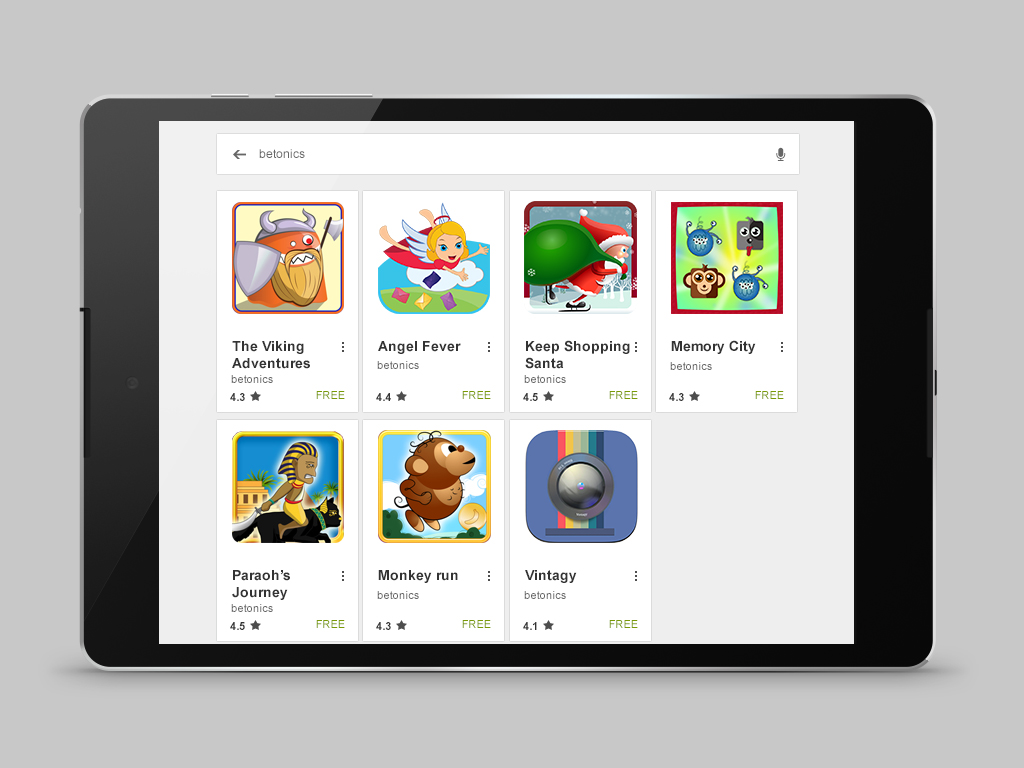 betonics
The Viking
Adventures
betonics
4.3 FREE
Angel Fever
betonics
4.4 FREE
Keep Shopping
Santa
betonics
4.5 FREE
Memory City
betonics
4.3 FREE
Paraoh's
Journey
betonics
4.5 FREE
Monkey run
betonics
4.3 FREE
Vintagy
betonics
4.1 FREE